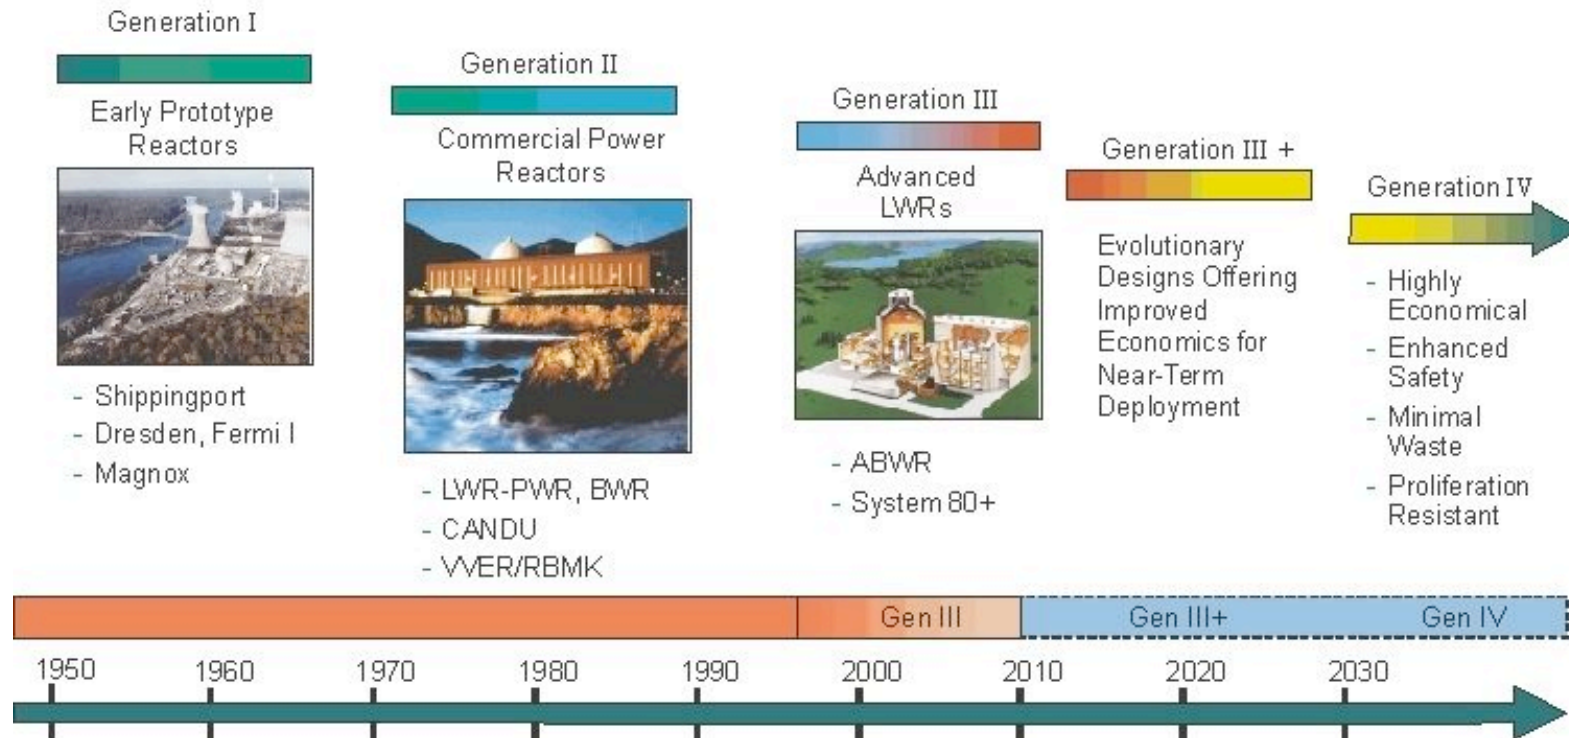 Generation I
Early Prototype
Reactors
- Shippingport
- Dresden, Fermi I
- Magnox
Generation II
Commercial Power
Reactors
- LWR-PWR, BWR
- CANDU
- VVER/RBMK
Generation III
Advanced
LWRs
- ABWR
- System 80+
Generation III +
Evolutionary
Designs Offering
Improved
Economics for
Near-Term
Deployment
Generation IV
- Highly
Economical
- Enhanced
Safety
- Minimal
Waste
- Proliferation
Resistant
Gen III
Gen III+
Gen IV
1950
1960
1970
1980
1990
2000
2010
2020
2030